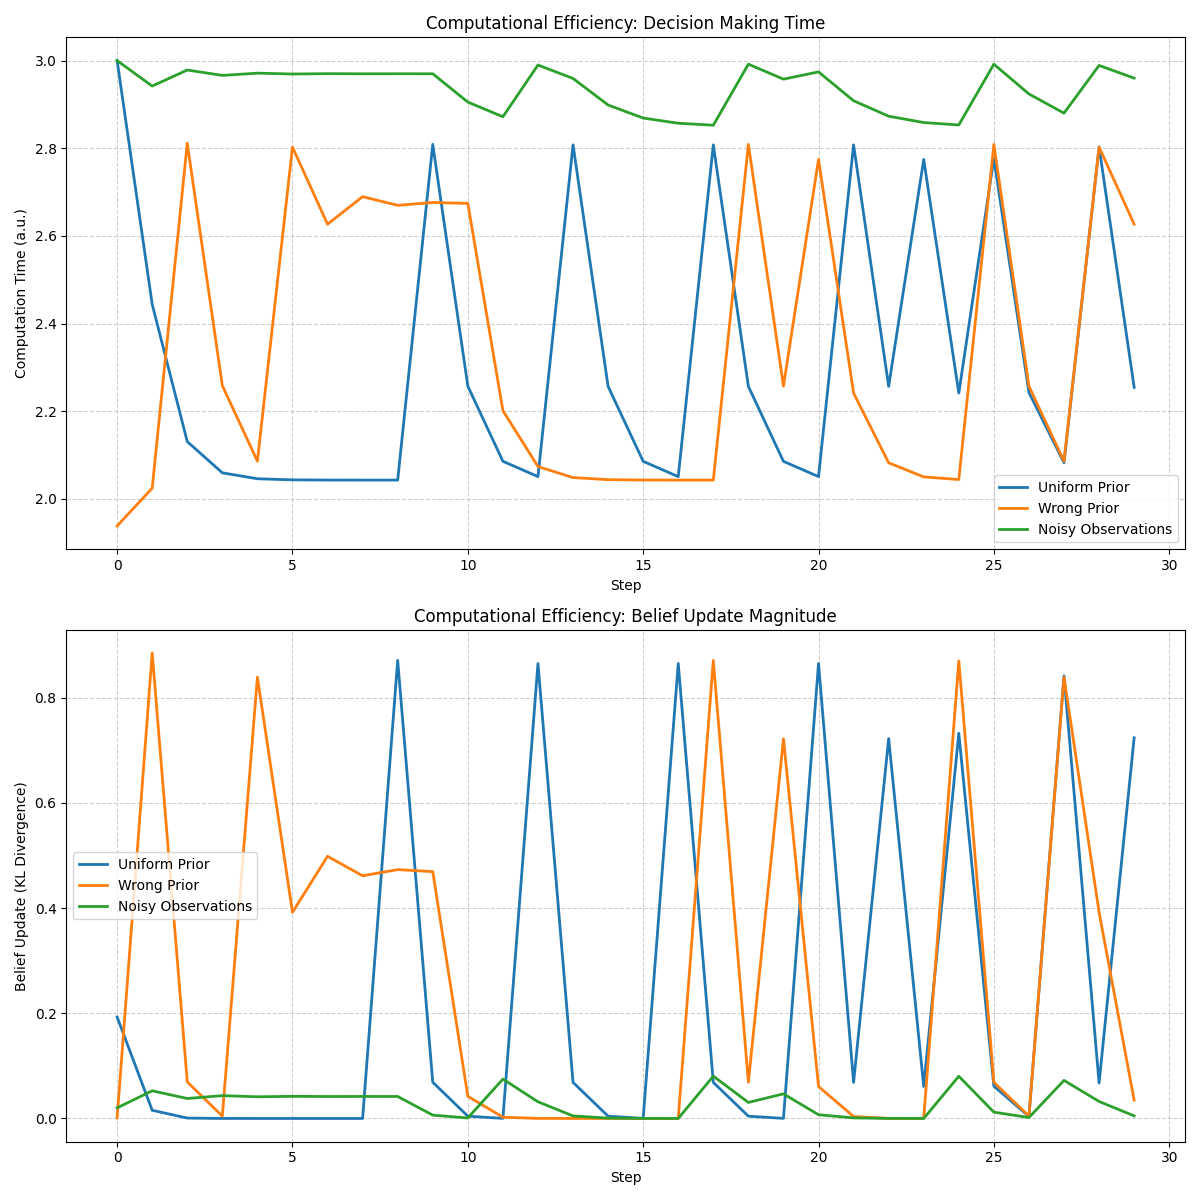 Computational Efficiency: Decision Making Time
Computation Time (a.u.)
3.0
2.8
2.6
2.4
2.2
2.0
Uniform Prior
Wrong Prior
Noisy Observations
0 5 10 15 20 25 30
Step
Computational Efficiency: Belief Update Magnitude
Belief Update (KL Divergence)
0.8
0.6
0.4
0.2
0.0
Uniform Prior
Wrong Prior
Noisy Observations
0 5 10 15 20 25 30
Step